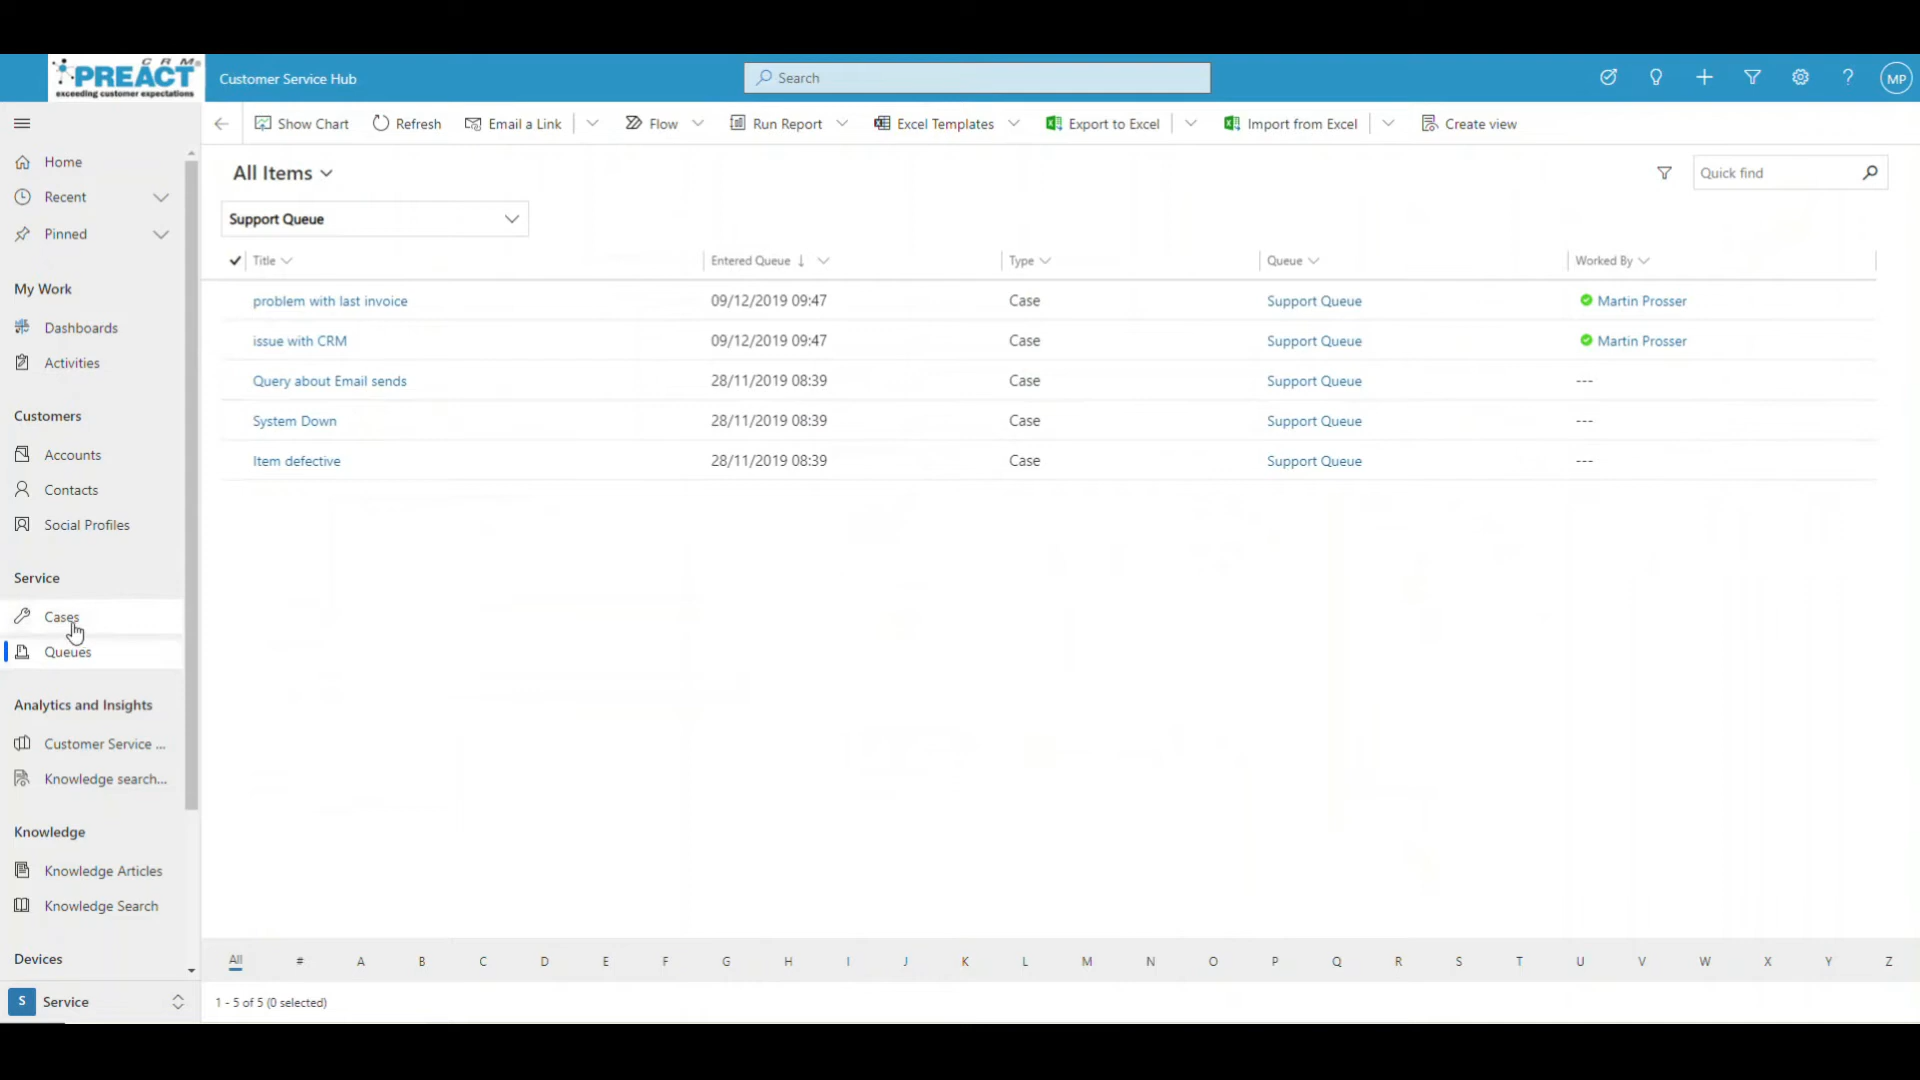 C R M®
PREACT
exceeding customer expectations
Customer Service Hub
Search
MP
Show Chart
Refresh
Email a Link
Flow
Run Report
Excel Templates
Export to Excel
Import from Excel
Create view
Home
Recent
Pinned
My Work
Dashboards
Activities
Customers
Accounts
Contacts
Social Profiles
Service
Cases
Queues
Analytics and Insights
Customer Service ...
Knowledge search...
Knowledge
Knowledge Articles
Knowledge Search
Devices
S Service
All Items
Quick find
Support Queue
Title Entered Queue ↓ Type Queue Worked By
problem with last invoice 09/12/2019 09:47 Case Support Queue Martin Prosser
issue with CRM 09/12/2019 09:47 Case Support Queue Martin Prosser
Query about Email sends 28/11/2019 08:39 Case Support Queue ---
System Down 28/11/2019 08:39 Case Support Queue ---
Item defective 28/11/2019 08:39 Case Support Queue ---
All # A B C D E F G H I J K L M N O P Q R S T U V W X Y Z
1 - 5 of 5 (0 selected)